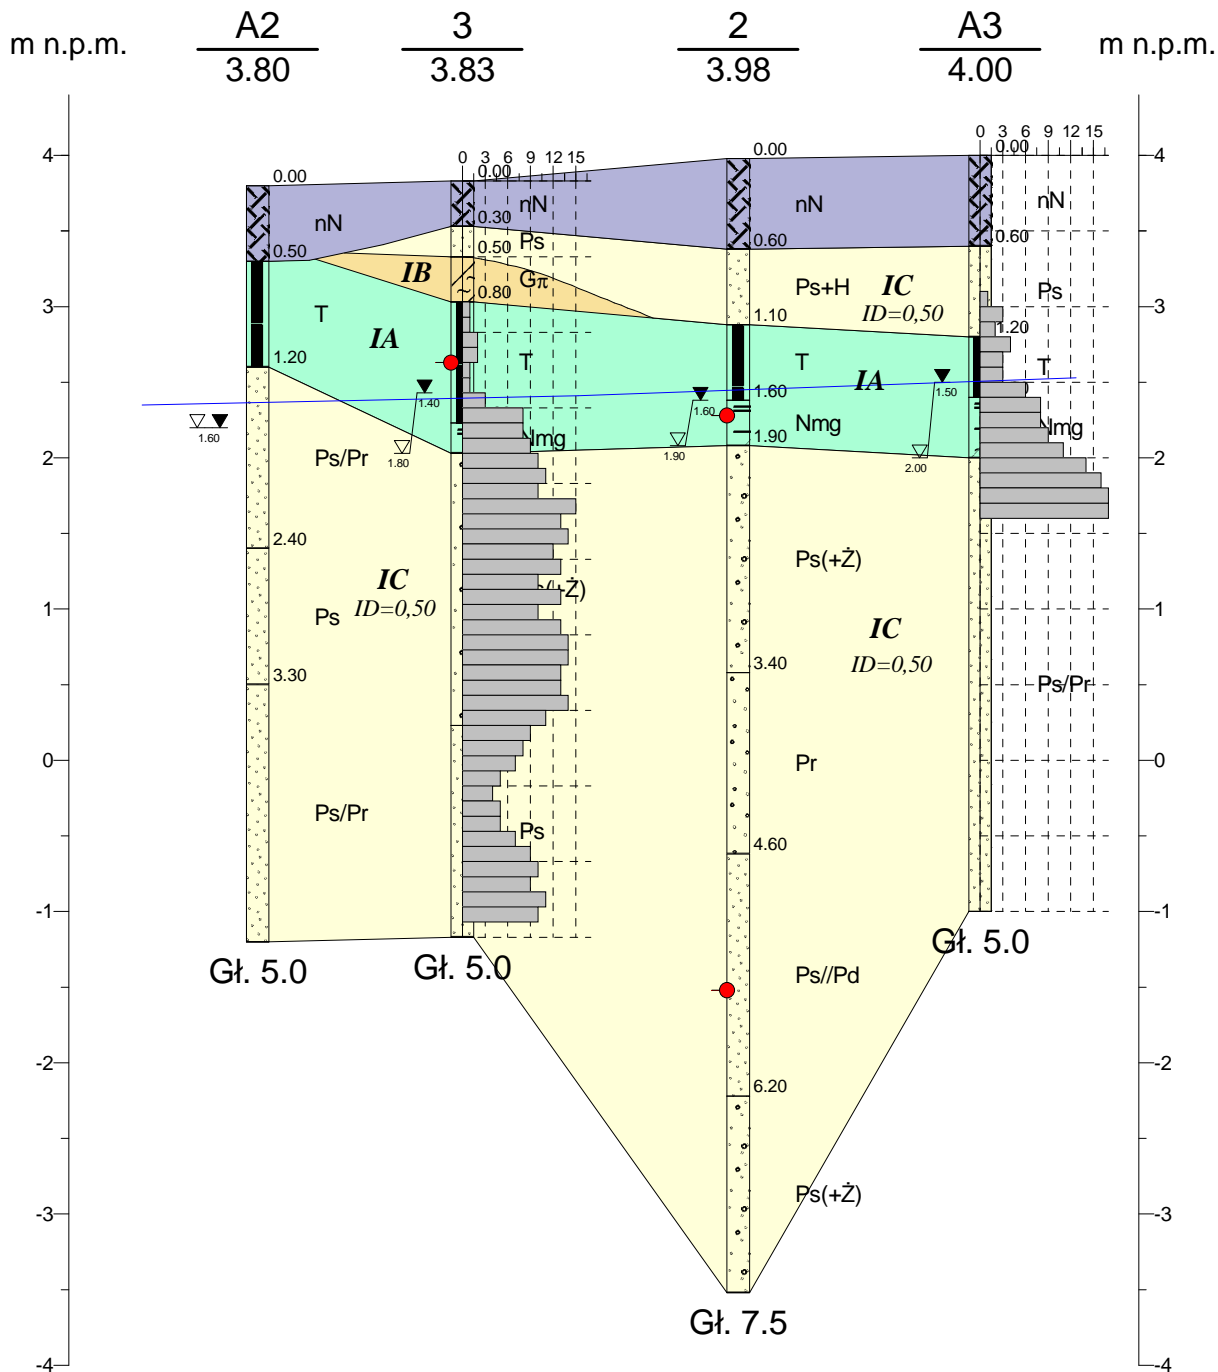 A2 3 2 A3
m n.p.m. m n.p.m.
3.80 3.83 3.98 4.00
0 3 6 9 12 15
0 3 6 9 12 15
4 0.00 0.00 0.00 0.00 4
nN nN nN nN
0.30
0.50 0.50 0.60 0.60
Ps
IB Gπ Ps+H IC Ps
ID=0,50
0.80
3 3
T 1.10 1.20
IA T T IA T
1.20
1.40 1.60 1.60 1.50
1.60 Nmg Nmg Nmg
1.80 1.90 1.90 2.00
2 2
Ps/Pr
2.40
Ps(+Ż)
IC
ID=0,50
1 1
Ps
IC
ID=0,50
3.30 3.40
Ps/Pr
0 Pr 0
Ps/Pr Ps
4.60
-1 -1
Gł. 5.0 Gł. 5.0 Gł. 5.0
Ps//Pd
-2 -2
6.20
Ps(+Ż)
-3 -3
Gł. 7.5
-4 -4